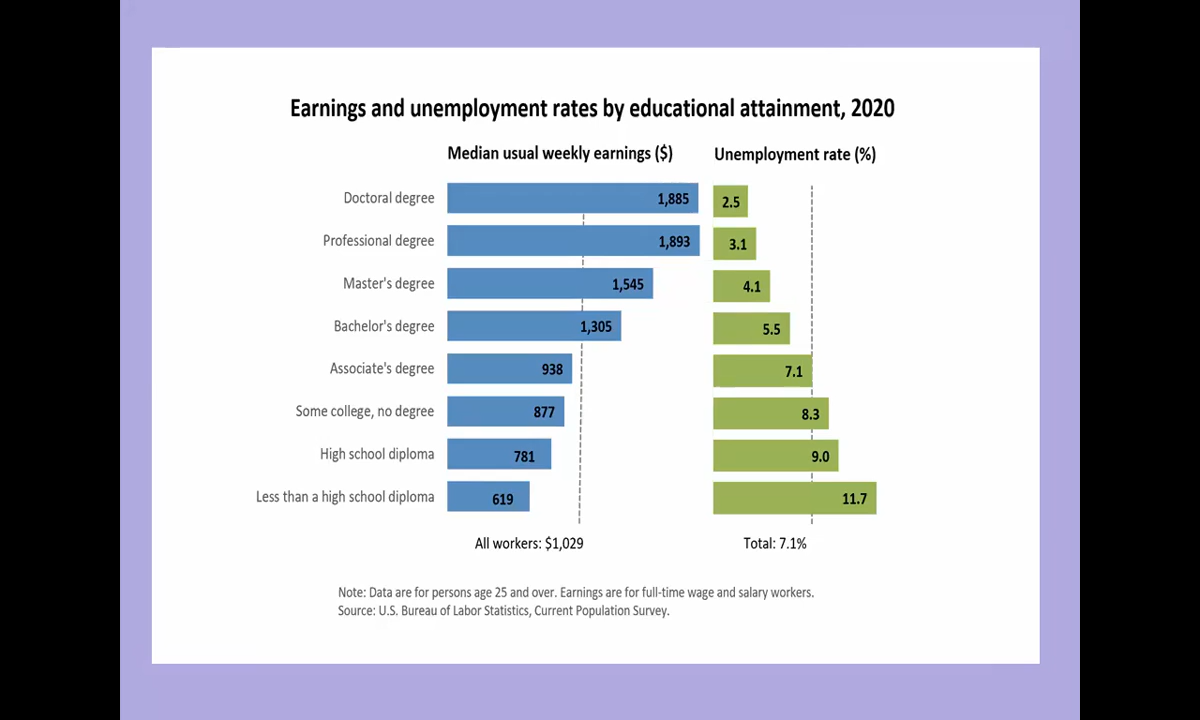 Earnings and unemployment rates by educational attainment, 2020
Median usual weekly earnings ($)
Unemployment rate (%)
Doctoral degree 1,885 2.5
Professional degree 1,893 3.1
Master's degree 1,545 4.1
Bachelor's degree 1,305 5.5
Associate's degree 938 7.1
Some college, no degree 877 8.3
High school diploma 781 9.0
Less than a high school diploma 619 11.7
All workers: $1,029
Total: 7.1%
Note: Data are for persons age 25 and over. Earnings are for full-time wage and salary workers.
Source: U.S. Bureau of Labor Statistics, Current Population Survey.